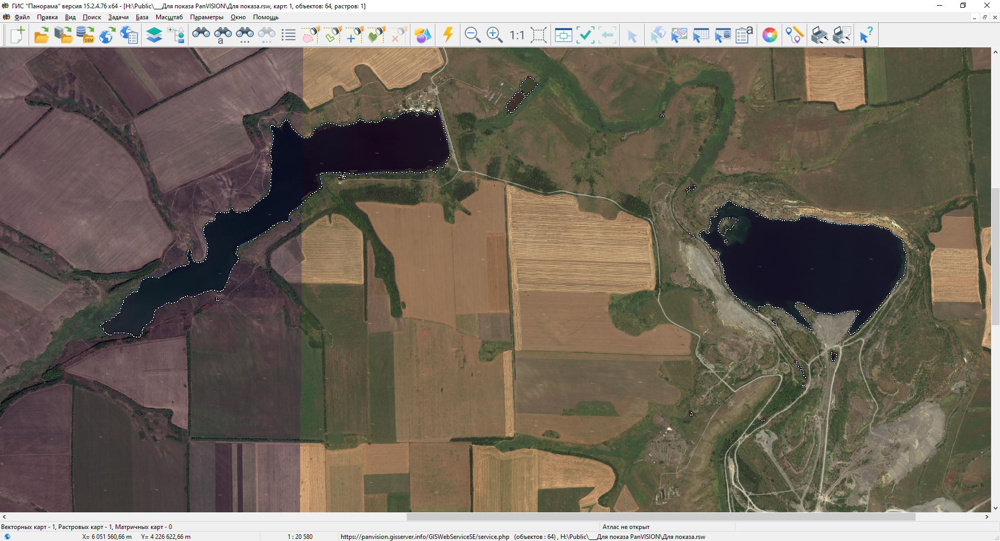 ГИС "Панорама" версия 15.2.4.76 x64 - [H:\Public\___Для показа PanVISION\Для показа.rsw, карт: 1, объектов: 64, растров: 1]
Файл Правка Вид Поиск Задачи База Масштаб Параметры Окно Помощь
DBM a 1:1 a ?
Векторных карт - 1, Растровых карт - 1, Матричных карт - 0 Атлас не открыт
X= 6 051 560,66 m Y= 4 226 622,66 m 1 : 20 580 https://panvision.gisserver.info/GISWebServiceSE/service.php (объектов : 64) , H:\Public\___Для показа PanVISION\Для показа.rsw